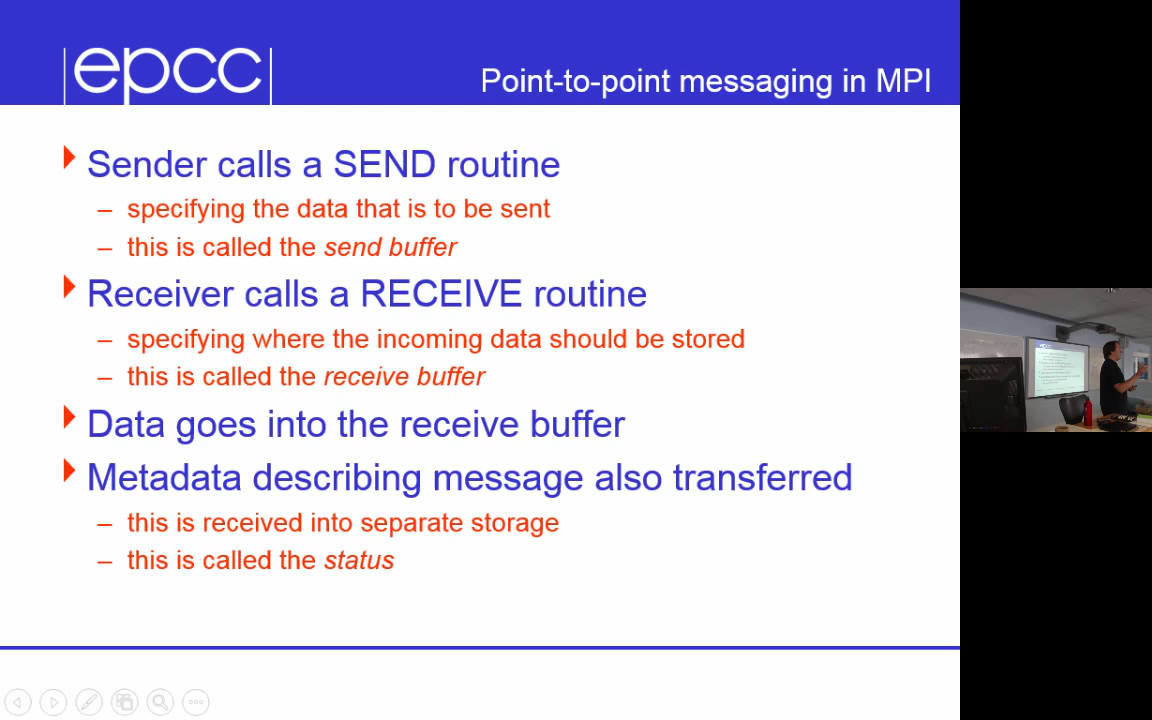 epcc
Point-to-point messaging in MPI
Sender calls a SEND routine
– specifying the data that is to be sent
– this is called the send buffer
Receiver calls a RECEIVE routine
– specifying where the incoming data should be stored
– this is called the receive buffer
Data goes into the receive buffer
Metadata describing message also transferred
– this is received into separate storage
– this is called the status
epcc